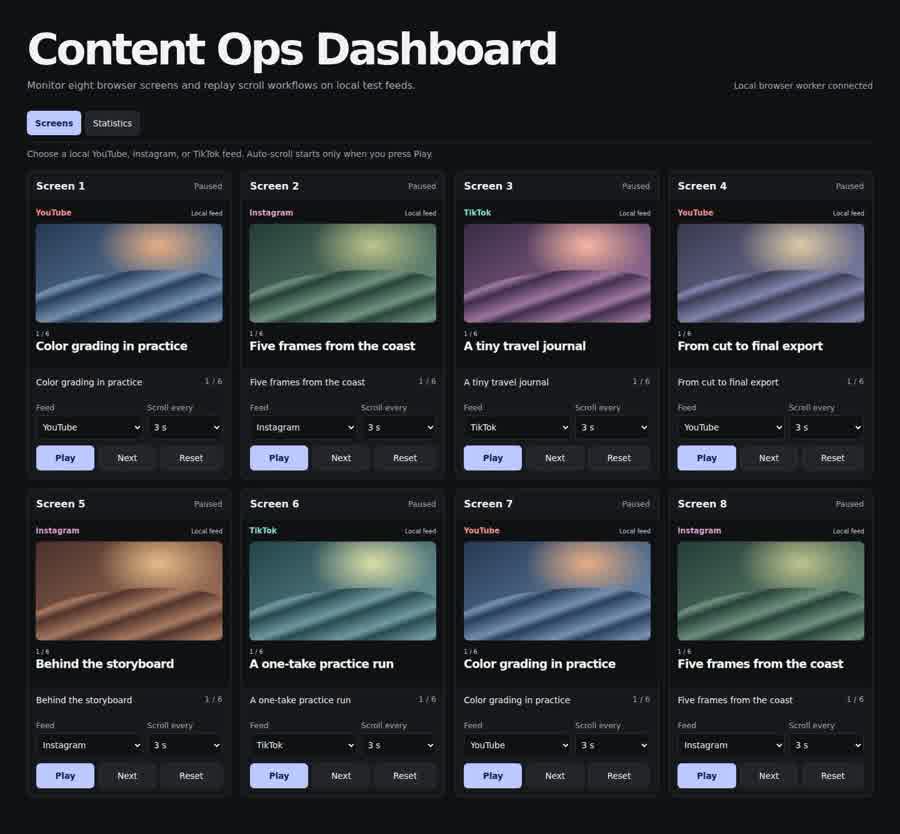 Content Ops Dashboard
Monitor eight browser screens and replay scroll workflows on local test feeds.
Local browser worker connected
Screens
Statistics
Choose a local YouTube, Instagram, or TikTok feed. Auto-scroll starts only when you press Play.
Screen 1
Paused
YouTube
Local feed
1 / 6
Color grading in practice
Color grading in practice
1 / 6
Feed
Scroll every
YouTube
3 s
Play
Next
Reset
Screen 2
Paused
Instagram
Local feed
1 / 6
Five frames from the coast
Five frames from the coast
1 / 6
Feed
Scroll every
Instagram
3 s
Play
Next
Reset
Screen 3
Paused
TikTok
Local feed
1 / 6
A tiny travel journal
A tiny travel journal
1 / 6
Feed
Scroll every
TikTok
3 s
Play
Next
Reset
Screen 4
Paused
YouTube
Local feed
1 / 6
From cut to final export
From cut to final export
1 / 6
Feed
Scroll every
YouTube
3 s
Play
Next
Reset
Screen 5
Paused
Instagram
Local feed
1 / 6
Behind the storyboard
Behind the storyboard
1 / 6
Feed
Scroll every
Instagram
3 s
Play
Next
Reset
Screen 6
Paused
TikTok
Local feed
1 / 6
A one-take practice run
A one-take practice run
1 / 6
Feed
Scroll every
TikTok
3 s
Play
Next
Reset
Screen 7
Paused
YouTube
Local feed
1 / 6
Color grading in practice
Color grading in practice
1 / 6
Feed
Scroll every
YouTube
3 s
Play
Next
Reset
Screen 8
Paused
Instagram
Local feed
1 / 6
Five frames from the coast
Five frames from the coast
1 / 6
Feed
Scroll every
Instagram
3 s
Play
Next
Reset